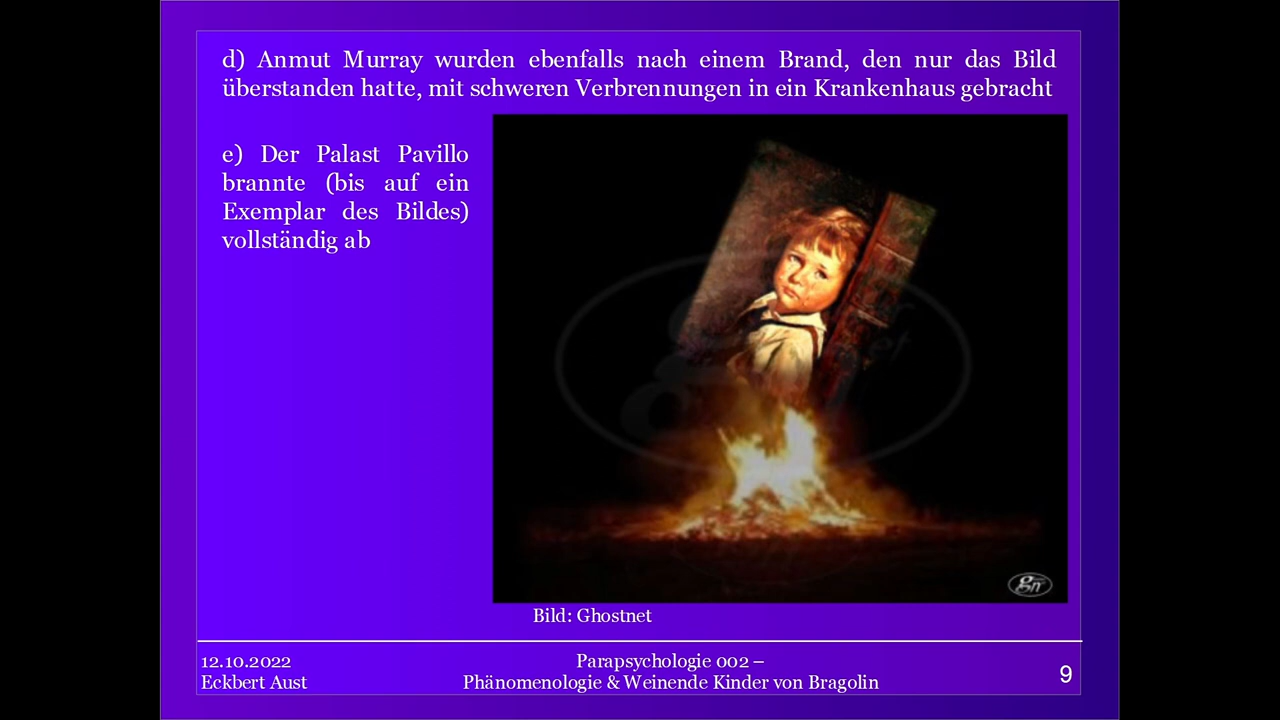 d) Anmut Murray wurden ebenfalls nach einem Brand, den nur das Bild
überstanden hatte, mit schweren Verbrennungen in ein Krankenhaus gebracht
e) Der Palast Pavillo
brannte (bis auf ein
Exemplar des Bildes)
vollständig ab
gn
Bild: Ghostnet
12.10.2022
Eckbert Aust
Parapsychologie 002 –
Phänomenologie & Weinende Kinder von Bragolin
9